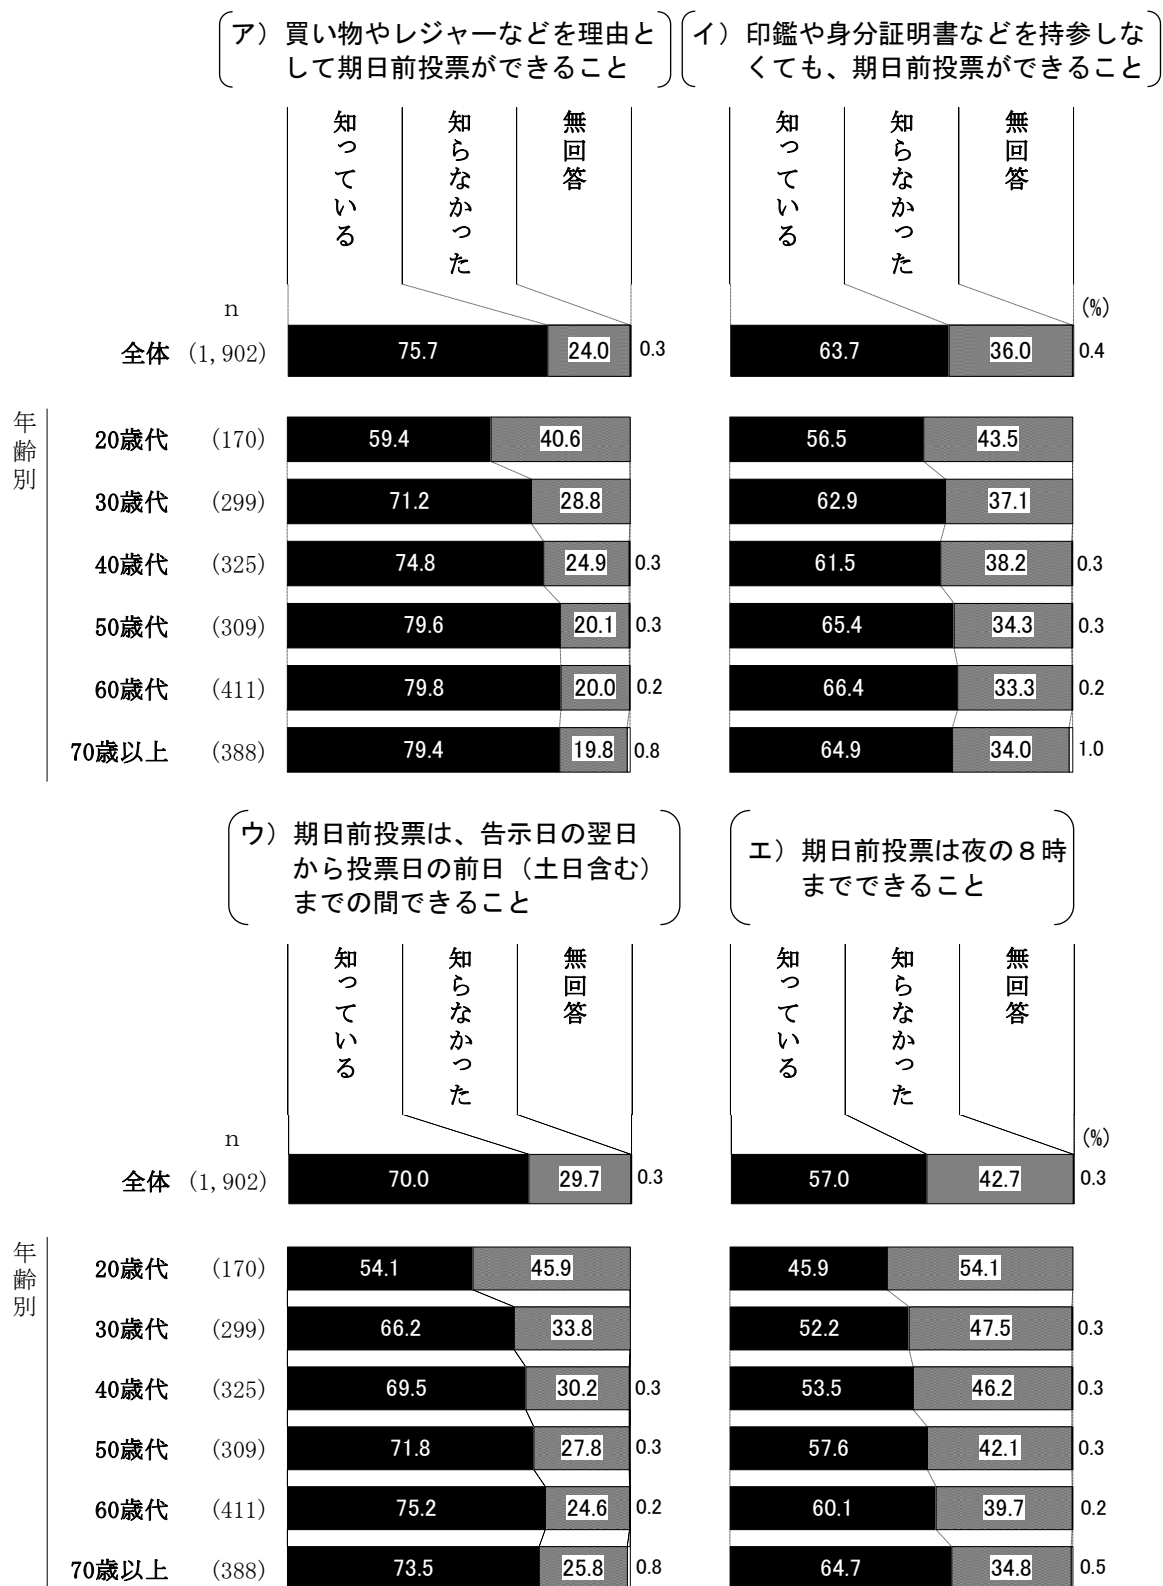 ア）買い物やレジャーなどを理由と
して期日前投票ができること
イ）印鑑や身分証明書などを持参しな
くても、期日前投票ができること
知っている
知らなかった
無回答
知っている
知らなかった
無回答
n
(%)
全体 (1,902) 75.7 24.0 0.3 63.7 36.0 0.4
年齢別
20歳代 (170) 59.4 40.6 56.5 43.5
30歳代 (299) 71.2 28.8 62.9 37.1
40歳代 (325) 74.8 24.9 0.3 61.5 38.2 0.3
50歳代 (309) 79.6 20.1 0.3 65.4 34.3 0.3
60歳代 (411) 79.8 20.0 0.2 66.4 33.3 0.2
70歳以上 (388) 79.4 19.8 0.8 64.9 34.0 1.0
ウ）期日前投票は、告示日の翌日
から投票日の前日（土日含む）
までの間できること
エ）期日前投票は夜の８時
までできること
知っている
知らなかった
無回答
知っている
知らなかった
無回答
n
(%)
全体 (1,902) 70.0 29.7 0.3 57.0 42.7 0.3
年齢別
20歳代 (170) 54.1 45.9 45.9 54.1
30歳代 (299) 66.2 33.8 52.2 47.5 0.3
40歳代 (325) 69.5 30.2 0.3 53.5 46.2 0.3
50歳代 (309) 71.8 27.8 0.3 57.6 42.1 0.3
60歳代 (411) 75.2 24.6 0.2 60.1 39.7 0.2
70歳以上 (388) 73.5 25.8 0.8 64.7 34.8 0.5